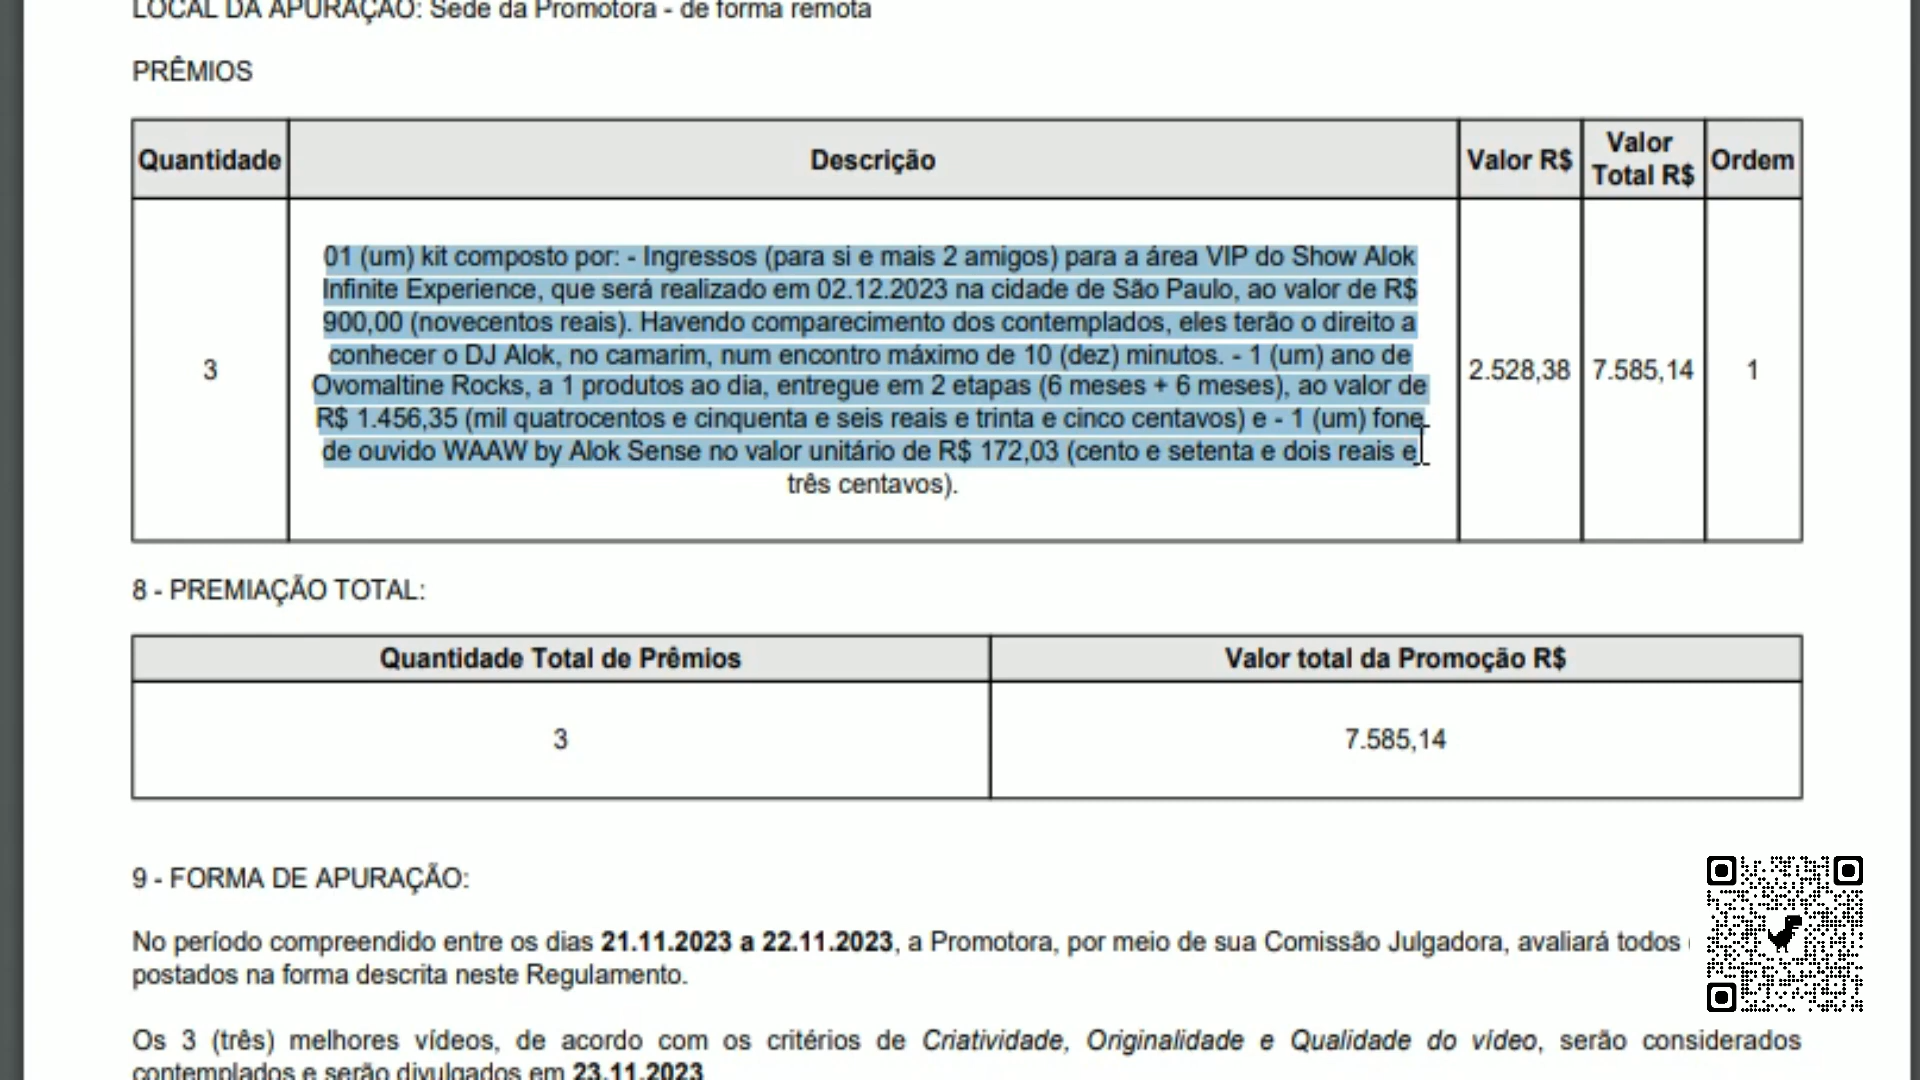 LOCAL DA APURAÇÃO: Sede da Promotora - de forma remota
PRÊMIOS
Quantidade
Descrição
Valor R$
Valor
Total R$
Ordem
3
01 (um) kit composto por: - Ingressos (para si e mais 2 amigos) para a área VIP do Show Alok
Infinite Experience, que será realizado em 02.12.2023 na cidade de São Paulo, ao valor de R$
900,00 (novecentos reais). Havendo comparecimento dos contemplados, eles terão o direito a
conhecer o DJ Alok, no camarim, num encontro máximo de 10 (dez) minutos. - 1 (um) ano de
Ovomaltine Rocks, a 1 produtos ao dia, entregue em 2 etapas (6 meses + 6 meses), ao valor de
R$ 1.456,35 (mil quatrocentos e cinquenta e seis reais e trinta e cinco centavos) e - 1 (um) fone
de ouvido WAAW by Alok Sense no valor unitário de R$ 172,03 (cento e setenta e dois reais e
três centavos).
2.528,38
7.585,14
1
8 - PREMIAÇÃO TOTAL:
Quantidade Total de Prêmios
Valor total da Promoção R$
3
7.585,14
9 - FORMA DE APURAÇÃO:
No período compreendido entre os dias 21.11.2023 a 22.11.2023, a Promotora, por meio de sua Comissão Julgadora, avaliará todos
postados na forma descrita neste Regulamento.
Os 3 (três) melhores vídeos, de acordo com os critérios de Criatividade, Originalidade e Qualidade do vídeo, serão considerados
contemplados e serão divulgados em 23.11.2023